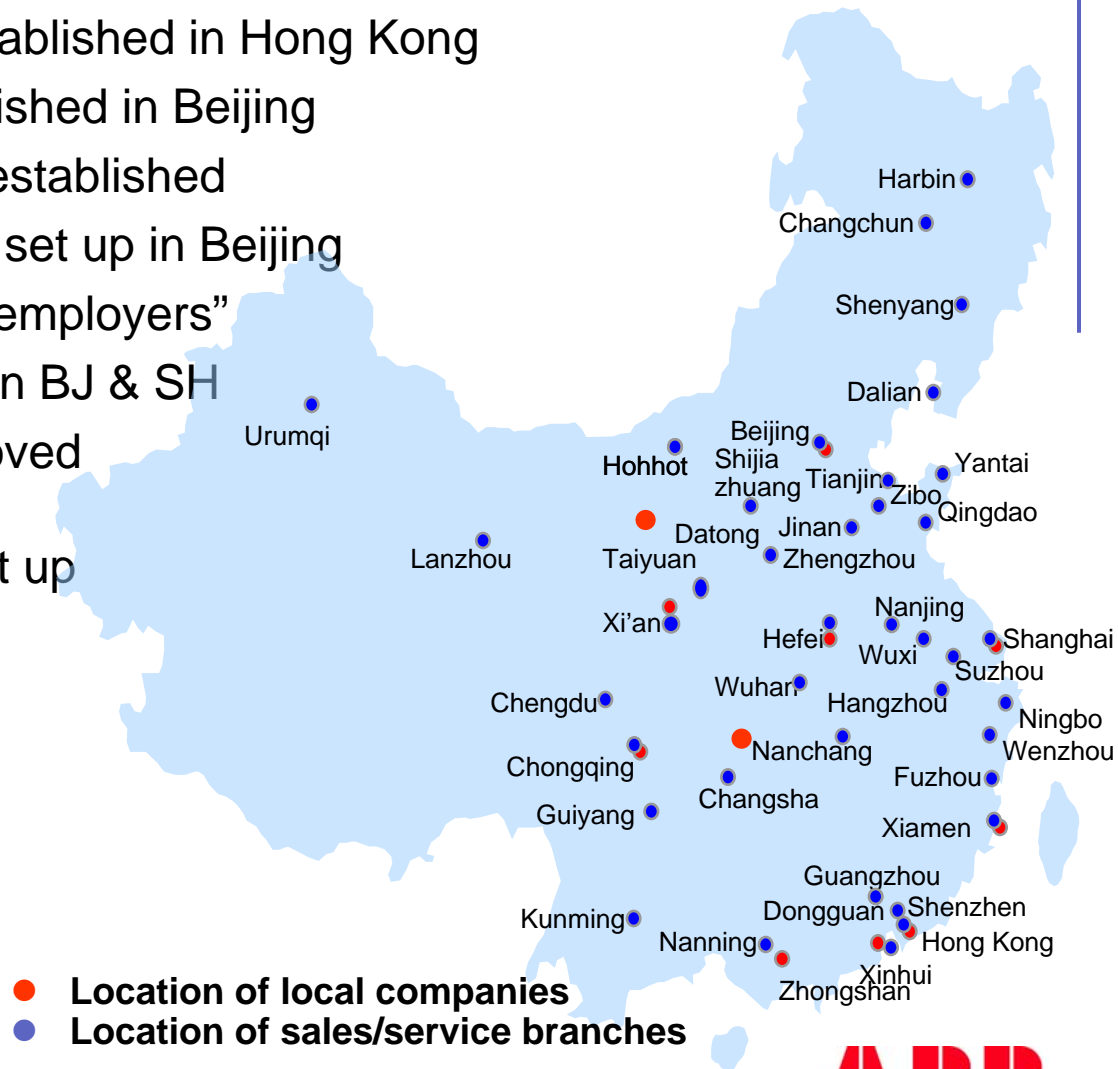 ablished in Hong Kong
ished in Beijing
established
set up in Beijing
employers”
n BJ & SH
oved
t up
Harbin
Changchun
Shenyang
Dalian
Urumqi
Beijing
Hohhot
Shijia
zhuang
Tianjin
Yantai
Zibo
Qingdao
Datong
Jinan
Lanzhou
Taiyuan
Zhengzhou
Nanjing
Xi’an
Hefei
Wuxi
Shanghai
Suzhou
Wuhan
Chengdu
Hangzhou
Ningbo
Nanchang
Wenzhou
Chongqing
Changsha
Fuzhou
Guiyang
Xiamen
Guangzhou
Dongguan
Shenzhen
Kunming
Nanning
Hong Kong
Xinhui
Zhongshan
Location of local companies
Location of sales/service branches
ABB